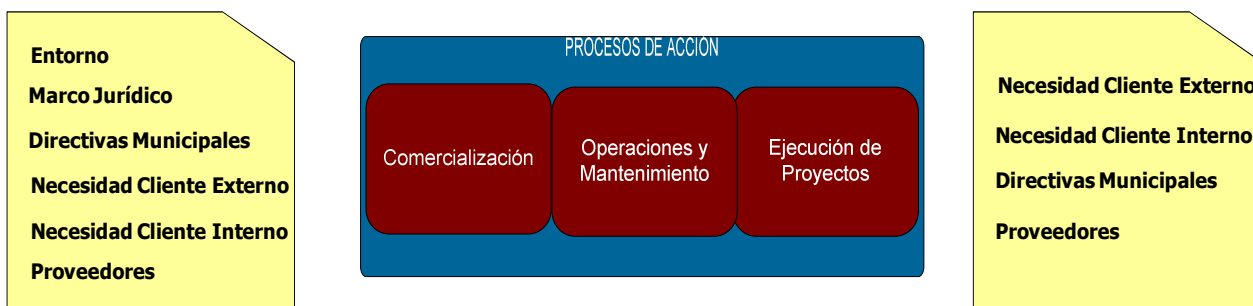 Entorno
Marco Jurídico
Directivas Municipales
Necesidad Cliente Externo
Necesidad Cliente Interno
Proveedores
PROCESOS DE ACCIÓN
Comercialización
Operaciones y
Mantenimiento
Ejecución de
Proyectos
Necesidad Cliente Externo
Necesidad Cliente Interno
Directivas Municipales
Proveedores